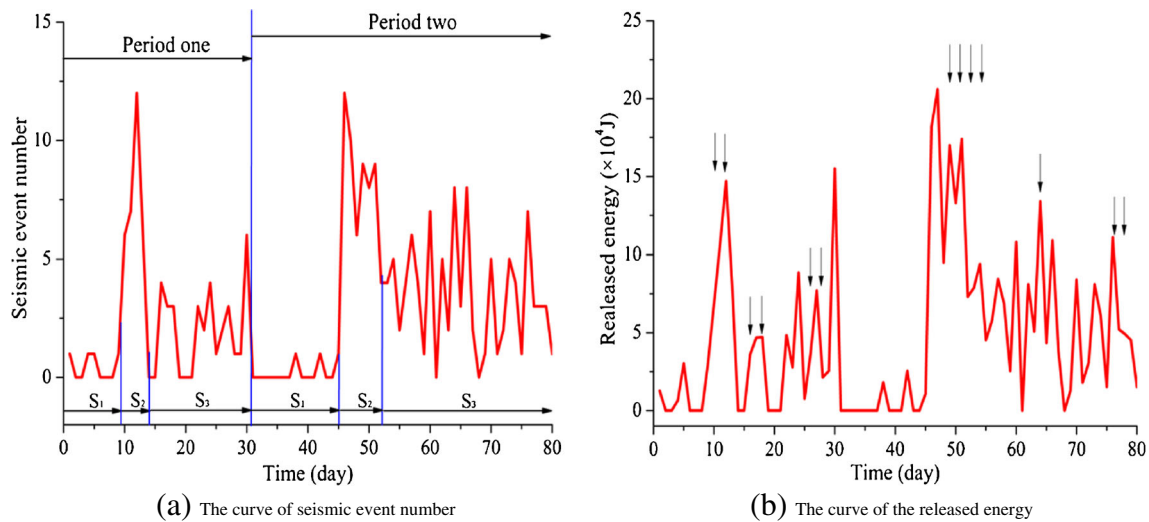 Period one
Period two
Seismic event number
15
10
5
0
S1 S2 S3 S1 S2 S3
0 10 20 30 40 50 60 70 80
Time (day)
(a) The curve of seismic event number
Realeased energy (×10⁴J)
25
20
15
10
5
0
0 10 20 30 40 50 60 70 80
Time (day)
(b) The curve of the released energy